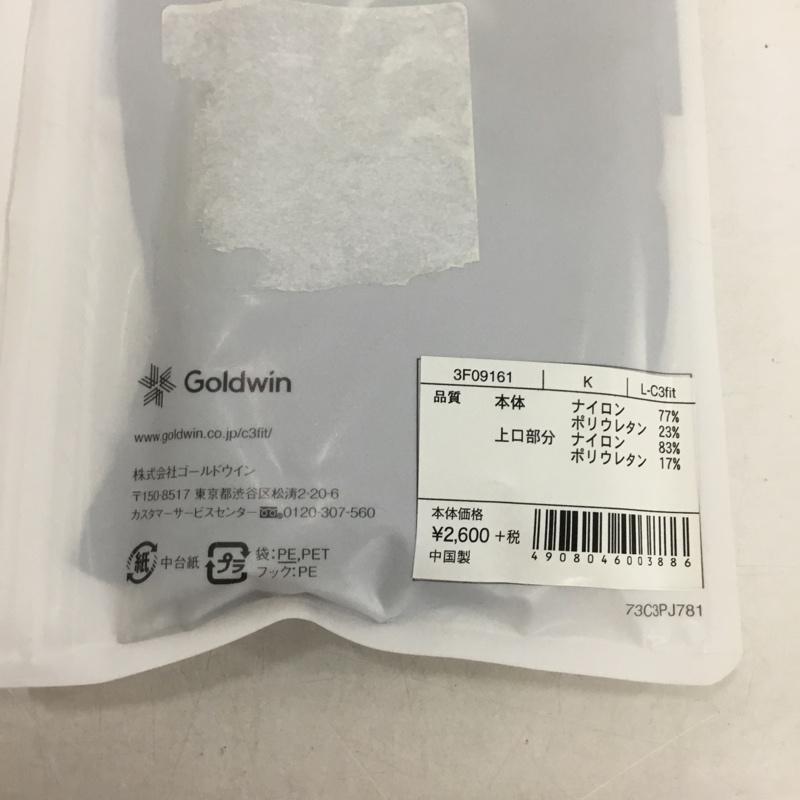 Goldwin
www.goldwin.co.jp/c3fit/
株式会社ゴールドウイン
〒150-8517 東京都渋谷区松涛2-20-6
カスタマーサービスセンター 0120-307-560
紙 中台紙 プラ 袋:PE,PET
フック:PE
3F09161 K L-C3fit
品質 本体 ナイロン 77%
ポリウレタン 23%
上口部分 ナイロン 83%
ポリウレタン 17%
本体価格
¥2,600 +税
中国製
4908046003886
73C3PJ781